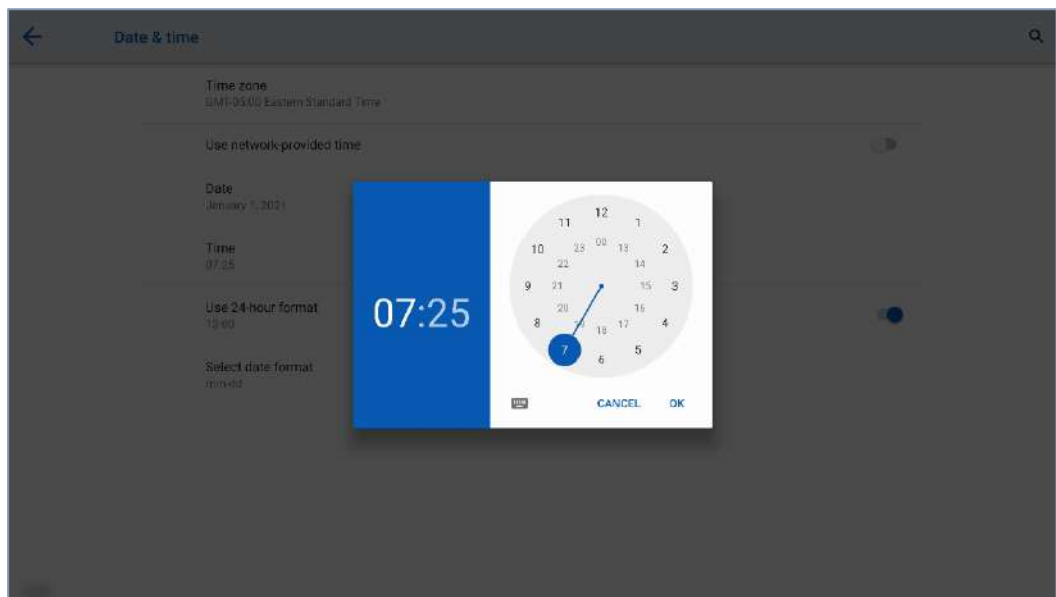 Date & time
Time zone
GMT-05:00 Eastern Standard Time
Use network-provided time
Date
January 1, 2021
Time
07:25
Use 24-hour format
13:00
Select date format
mm-dd
07:25
12
11 1
00
10 23 13 2
22 14
9 21 15 3
20 16
8 19 17 4
18
7 5
6
CANCEL OK